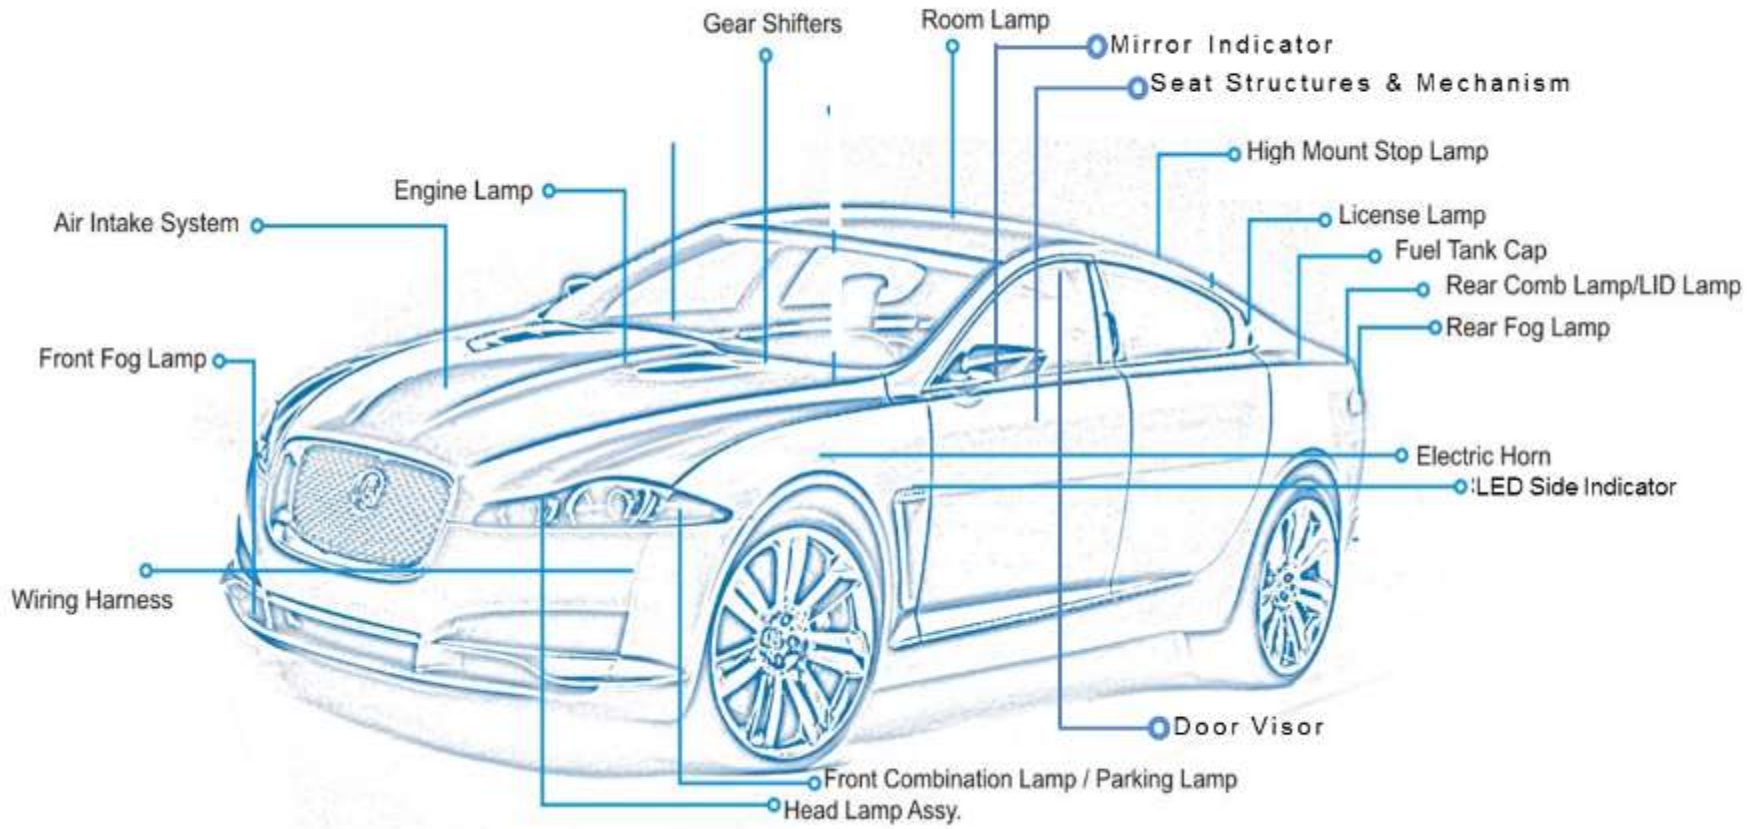 Gear Shifters
Room Lamp
Mirror Indicator
Seat Structures & Mechanism
High Mount Stop Lamp
Engine Lamp
Air Intake System
License Lamp
Fuel Tank Cap
Rear Comb Lamp/LID Lamp
Rear Fog Lamp
Front Fog Lamp
Electric Horn
LED Side Indicator
Wiring Harness
Door Visor
Front Combination Lamp / Parking Lamp
Head Lamp Assy.